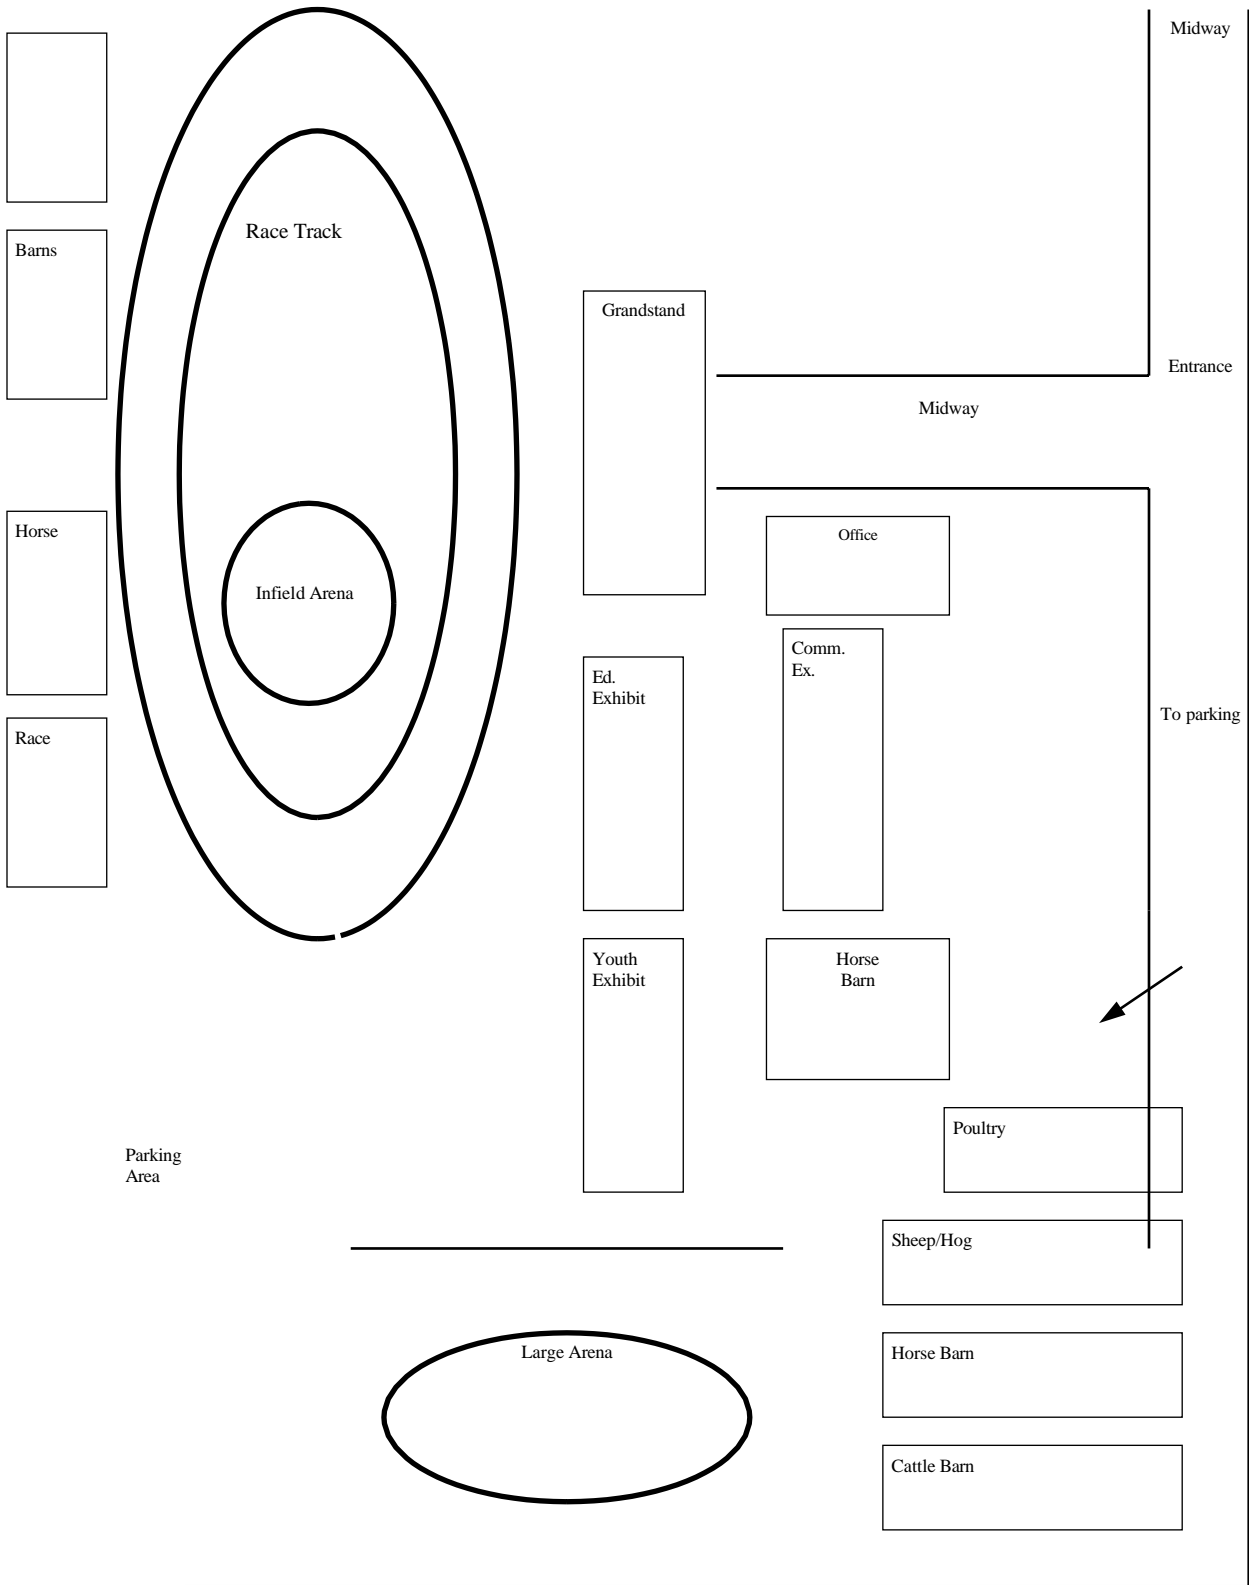 Midway
Race Track
Barns
Grandstand
Entrance
Midway
Horse
Office
Infield Arena
Comm.
Ex.
Ed.
Exhibit
To parking
Race
Youth
Exhibit
Horse
Barn
Poultry
Parking
Area
Sheep/Hog
Large Arena
Horse Barn
Cattle Barn